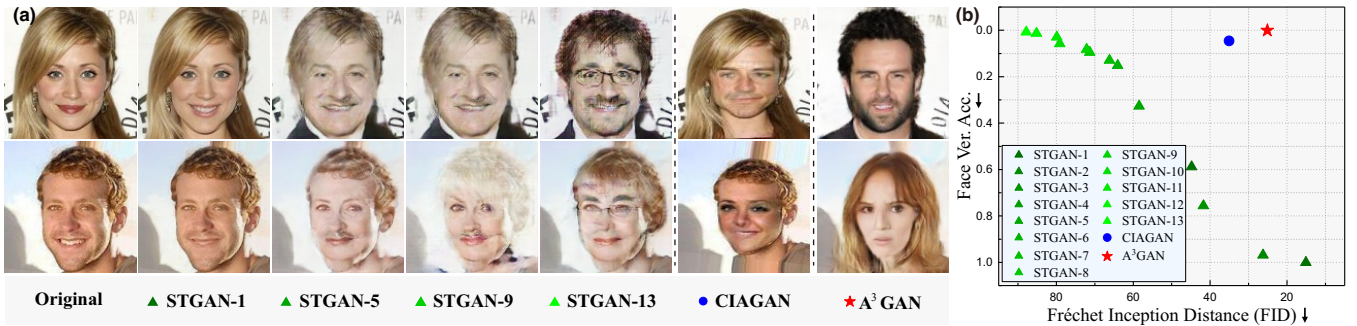 (a)
Original
STGAN-1
STGAN-5
STGAN-9
STGAN-13
CIAGAN
A³ GAN
(b)
Face Ver. Acc.↓
0.0
0.2
0.4
0.6
0.8
1.0
STGAN-1
STGAN-2
STGAN-3
STGAN-4
STGAN-5
STGAN-6
STGAN-7
STGAN-8
STGAN-9
STGAN-10
STGAN-11
STGAN-12
STGAN-13
CIAGAN
A³GAN
80 60 40 20
Fréchet Inception Distance (FID) ↓